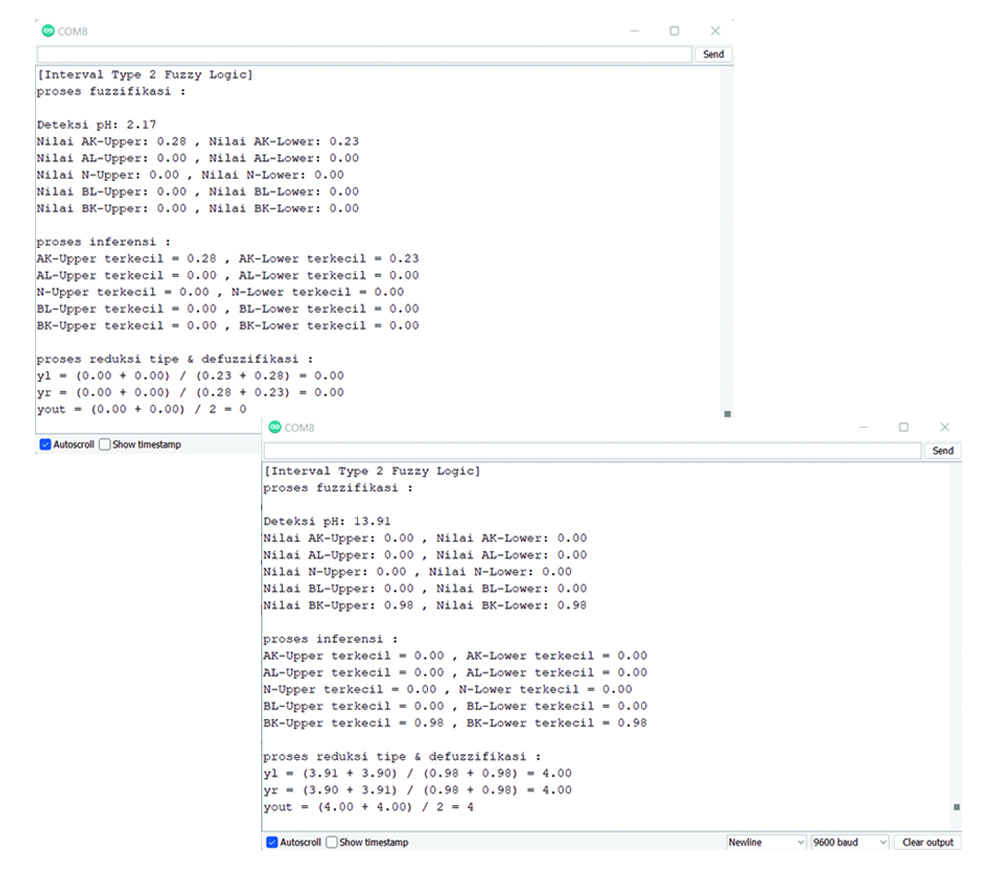 COM8
Send
[Interval Type 2 Fuzzy Logic]
proses fuzzifikasi :
Deteksi pH: 2.17
Nilai AK-Upper: 0.28 , Nilai AK-Lower: 0.23
Nilai AL-Upper: 0.00 , Nilai AL-Lower: 0.00
Nilai N-Upper: 0.00 , Nilai N-Lower: 0.00
Nilai BL-Upper: 0.00 , Nilai BL-Lower: 0.00
Nilai BK-Upper: 0.00 , Nilai BK-Lower: 0.00
proses inferensi :
AK-Upper terkecil = 0.28 , AK-Lower terkecil = 0.23
AL-Upper terkecil = 0.00 , AL-Lower terkecil = 0.00
N-Upper terkecil = 0.00 , N-Lower terkecil = 0.00
BL-Upper terkecil = 0.00 , BL-Lower terkecil = 0.00
BK-Upper terkecil = 0.00 , BK-Lower terkecil = 0.00
proses reduksi tipe & defuzzifikasi :
yl = (0.00 + 0.00) / (0.23 + 0.28) = 0.00
yr = (0.00 + 0.00) / (0.28 + 0.23) = 0.00
yout = (0.00 + 0.00) / 2 = 0
Autoscroll Show timestamp
COM8
Send
[Interval Type 2 Fuzzy Logic]
proses fuzzifikasi :
Deteksi pH: 13.91
Nilai AK-Upper: 0.00 , Nilai AK-Lower: 0.00
Nilai AL-Upper: 0.00 , Nilai AL-Lower: 0.00
Nilai N-Upper: 0.00 , Nilai N-Lower: 0.00
Nilai BL-Upper: 0.00 , Nilai BL-Lower: 0.00
Nilai BK-Upper: 0.98 , Nilai BK-Lower: 0.98
proses inferensi :
AK-Upper terkecil = 0.00 , AK-Lower terkecil = 0.00
AL-Upper terkecil = 0.00 , AL-Lower terkecil = 0.00
N-Upper terkecil = 0.00 , N-Lower terkecil = 0.00
BL-Upper terkecil = 0.00 , BL-Lower terkecil = 0.00
BK-Upper terkecil = 0.98 , BK-Lower terkecil = 0.98
proses reduksi tipe & defuzzifikasi :
yl = (3.91 + 3.90) / (0.98 + 0.98) = 4.00
yr = (3.90 + 3.91) / (0.98 + 0.98) = 4.00
yout = (4.00 + 4.00) / 2 = 4
Autoscroll Show timestamp Newline 9600 baud Clear output